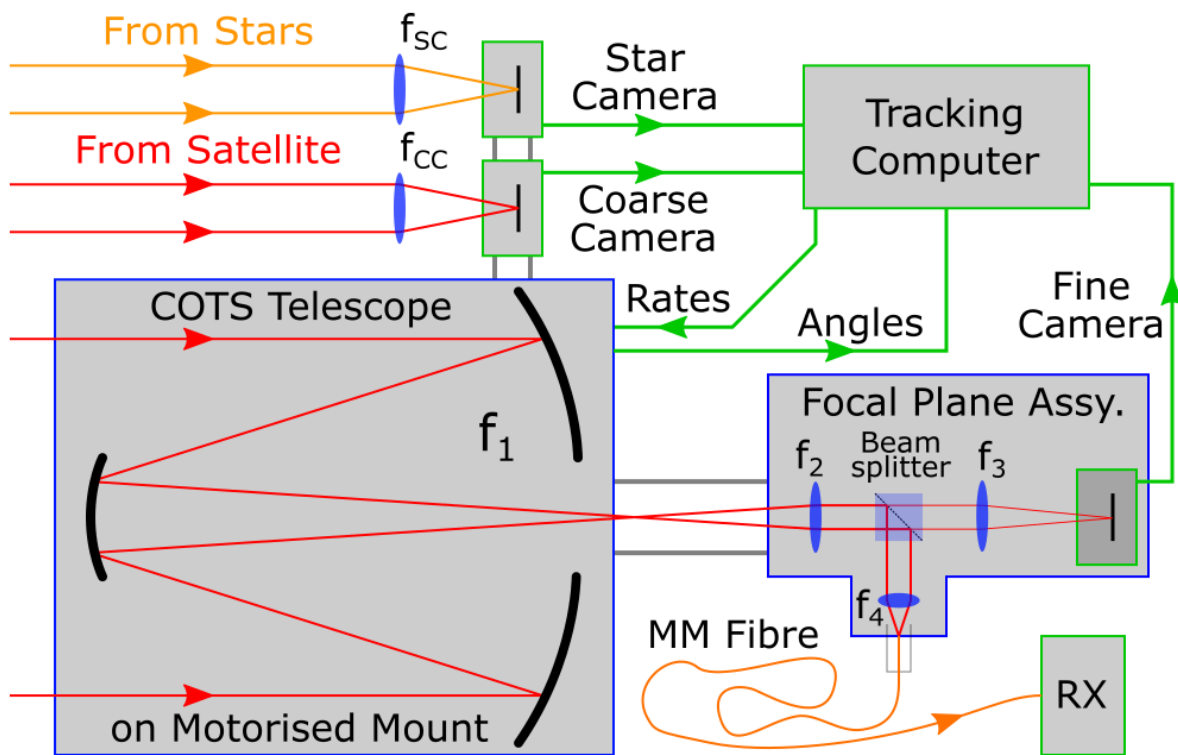 From Stars
f_SC
Star
Camera
Tracking
Computer
From Satellite
f_CC
Coarse
Camera
COTS Telescope
Rates
Angles
Fine
Camera
f_1
Focal Plane Assy.
Beam
splitter
f_2
f_3
f_4
MM Fibre
RX
on Motorised Mount